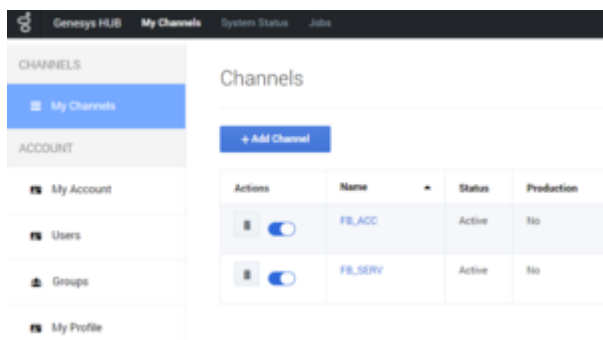 Genesys HUB My Channels System Status Jobs
CHANNELS
My Channels
ACCOUNT
My Account
Users
Groups
My Profile
Channels
+ Add Channel
Actions Name Status Production
FB_ACC Active No
FB_SERV Active No